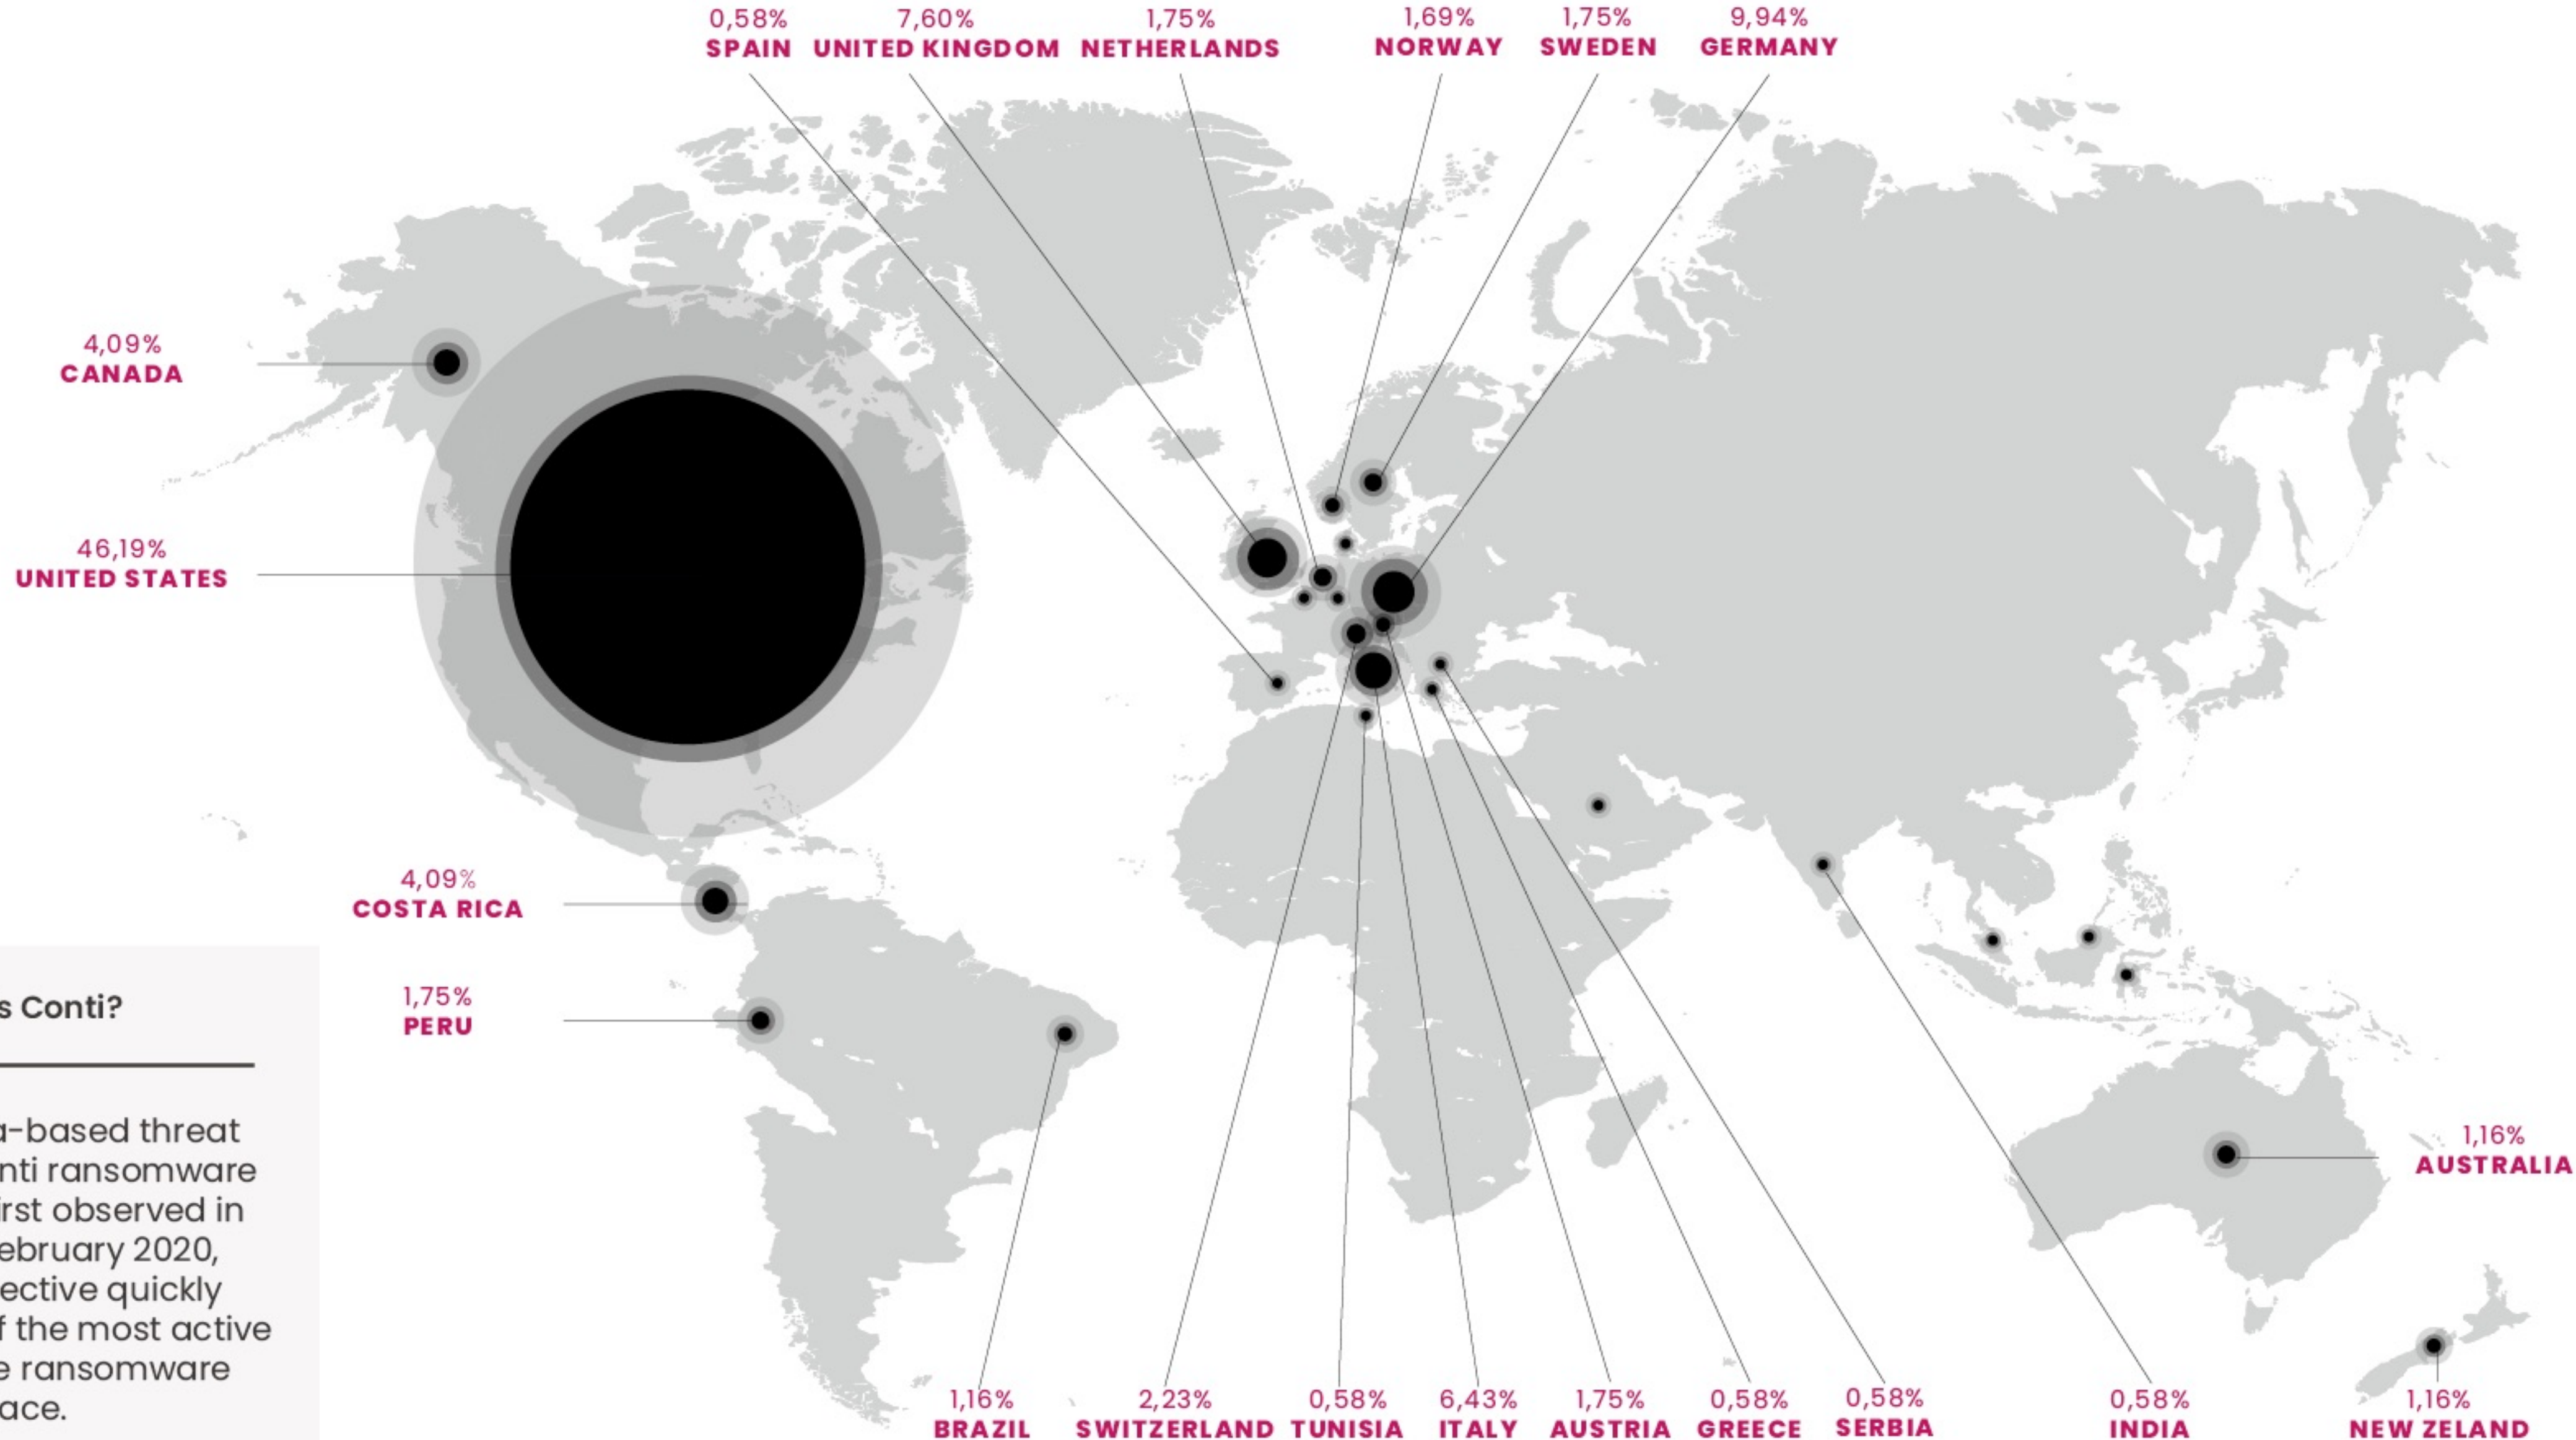 0,58%
SPAIN
7,60%
UNITED KINGDOM
1,75%
NETHERLANDS
1,69%
NORWAY
1,75%
SWEDEN
9,94%
GERMANY
4,09%
CANADA
46,19%
UNITED STATES
4,09%
COSTA RICA
1,75%
PERU
s Conti?
a-based threat
nti ransomware
irst observed in
ebruary 2020,
ective quickly
f the most active
e ransomware
ace.
1,16%
BRAZIL
2,23%
SWITZERLAND
0,58%
TUNISIA
6,43%
ITALY
1,75%
AUSTRIA
0,58%
GREECE
0,58%
SERBIA
0,58%
INDIA
1,16%
AUSTRALIA
1,16%
NEW ZELAND